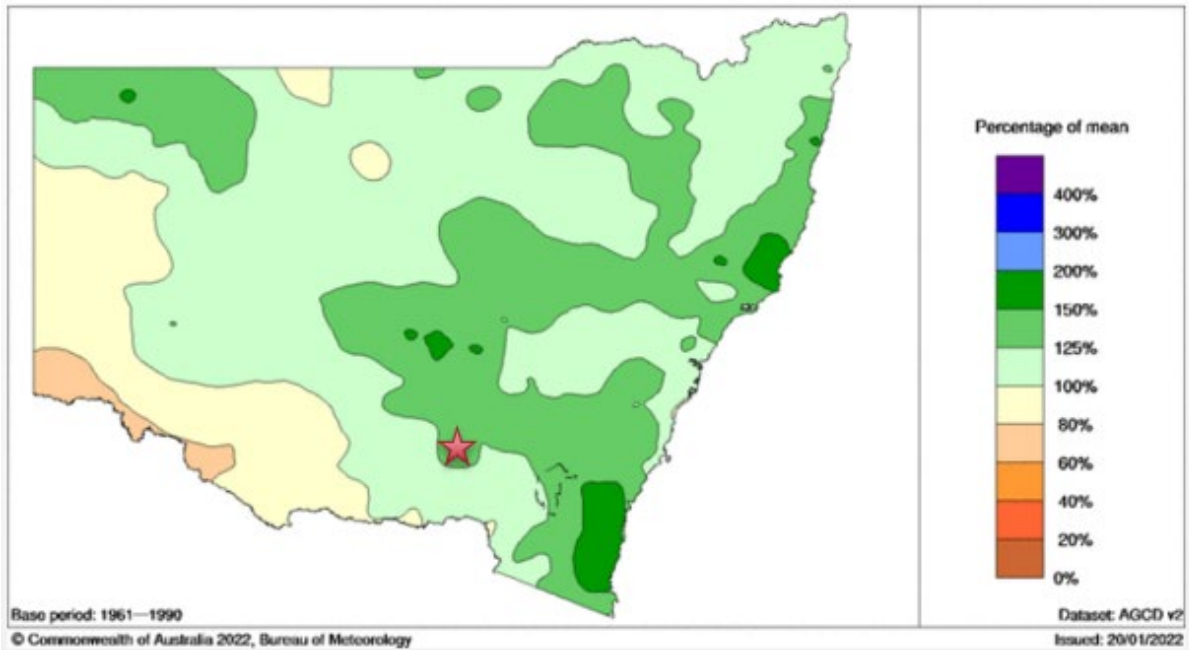 Percentage of mean
400%
300%
200%
150%
125%
100%
80%
60%
40%
20%
0%
Base period: 1961—1990
Dataset: AGCD v2
© Commonwealth of Australia 2022, Bureau of Meteorology
Issued: 20/01/2022